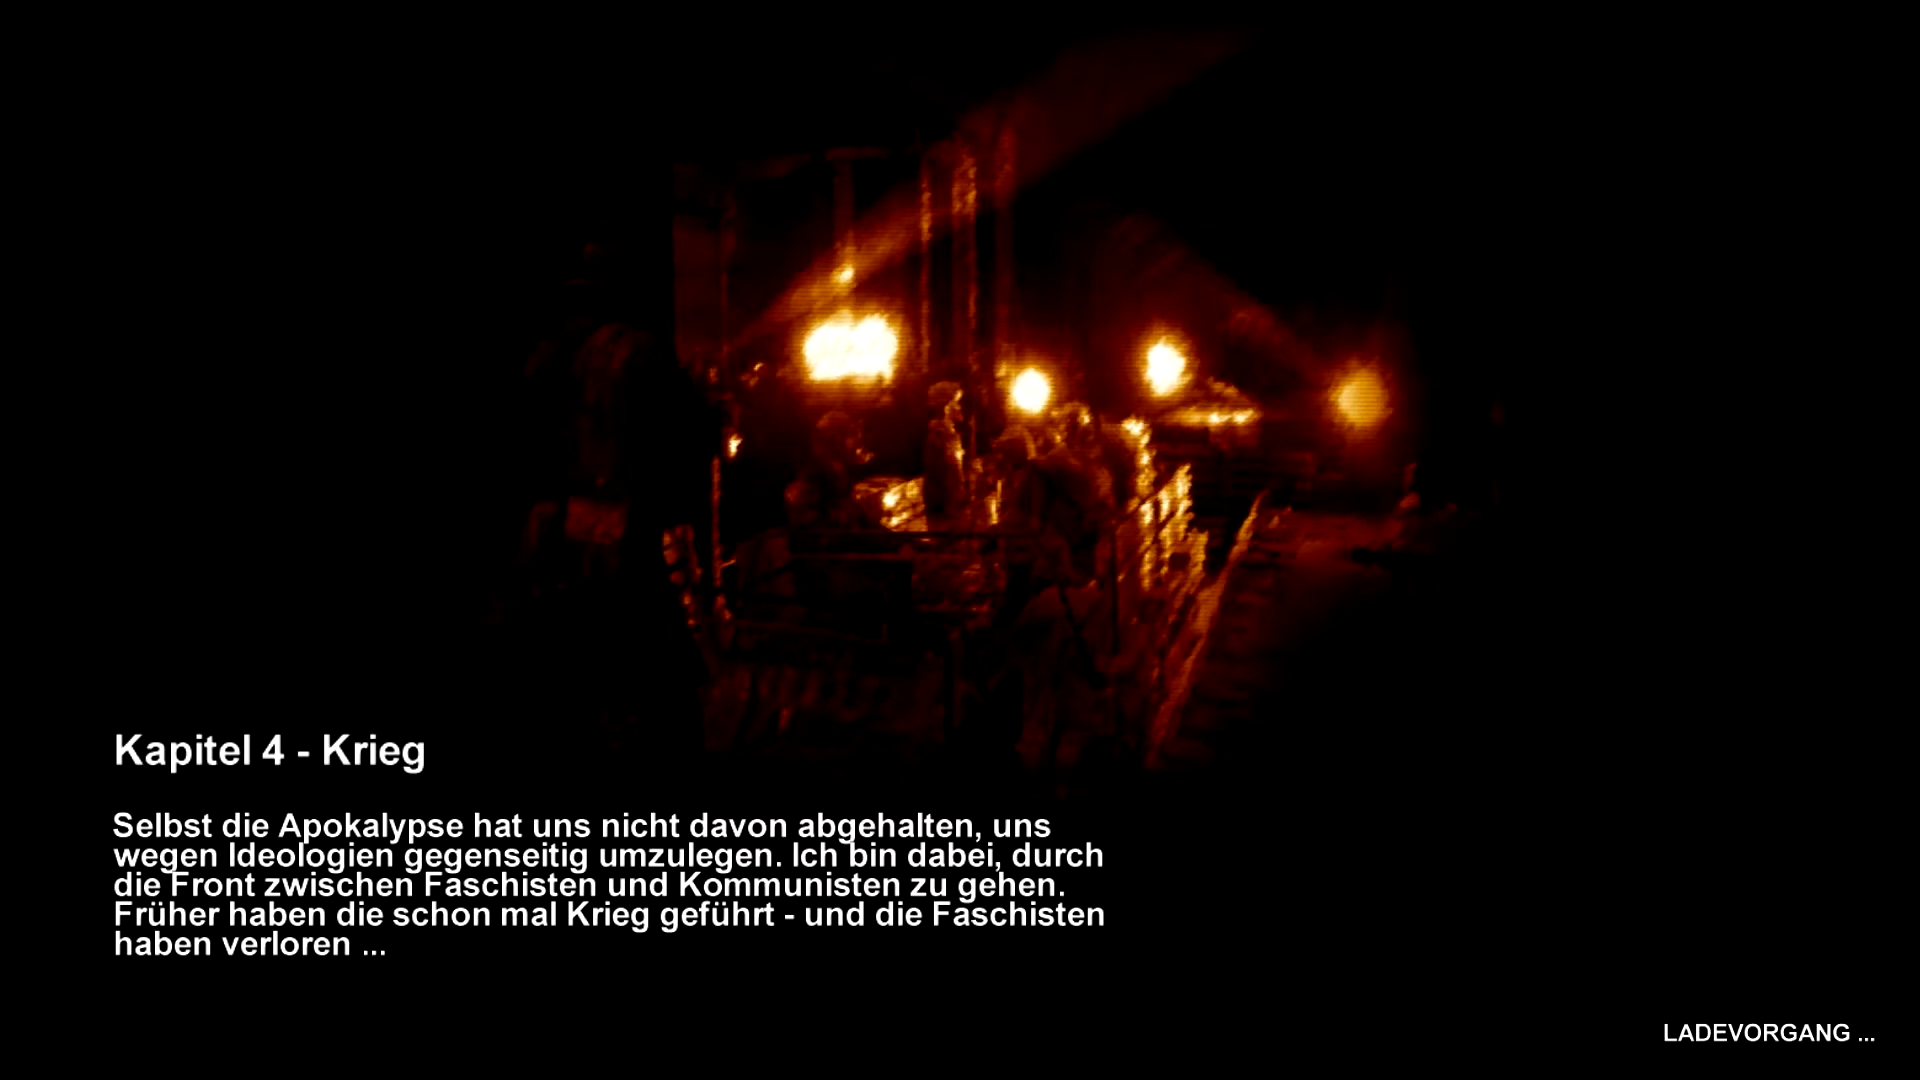 Kapitel 4 - Krieg
Selbst die Apokalypse hat uns nicht davon abgehalten, uns
wegen Ideologien gegenseitig umzulegen. Ich bin dabei, durch
die Front zwischen Faschisten und Kommunisten zu gehen.
Früher haben die schon mal Krieg geführt - und die Faschisten
haben verloren ...
LADEVORGANG ...